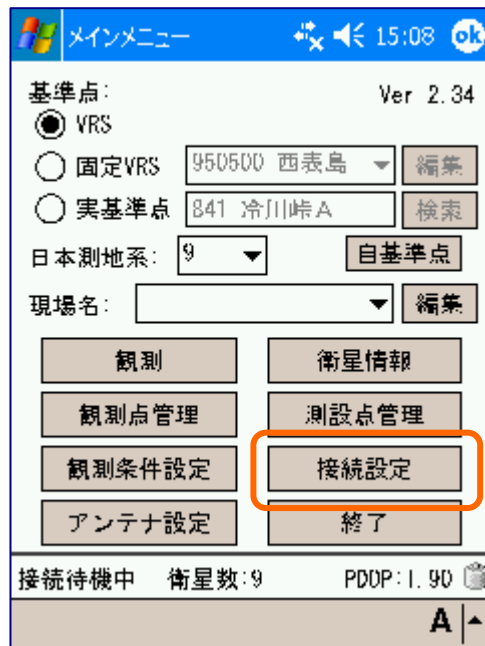 メインメニュー 15:08 ok
基準点: Ver 2.34
VRS
固定VRS 950500 西表島 編集
実基準点 841 冷川峠A 検索
日本測地系: 9 自基準点
現場名: 編集
観測 衛星情報
観測点管理 測設点管理
観測条件設定 接続設定
アンテナ設定 終了
接続待機中 衛星数:9 PDOP:1.90
A